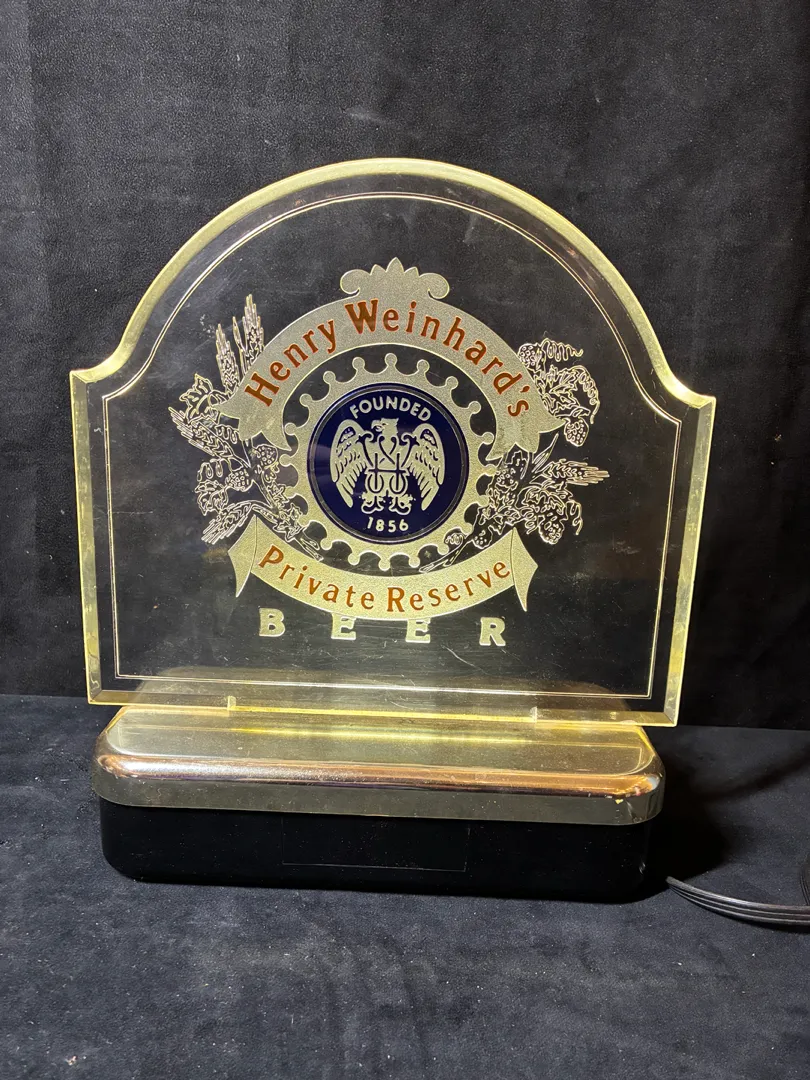 Henry Weinhard's
FOUNDED
1856
Private Reserve
BEER